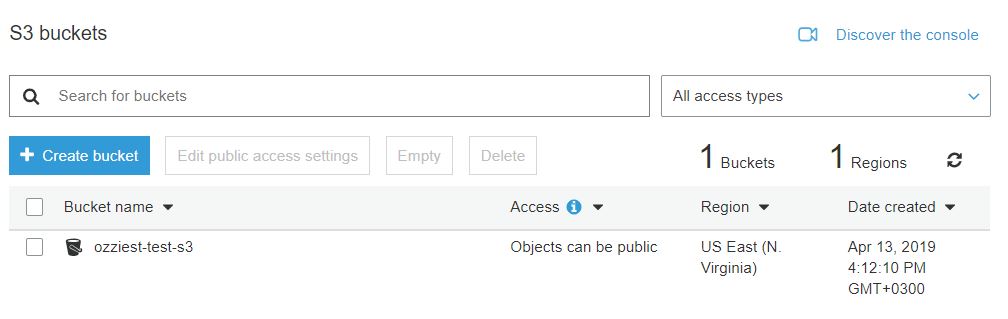 S3 buckets
Discover the console
Search for buckets
All access types
Create bucket
Edit public access settings
Empty
Delete
1 Buckets
1 Regions
Bucket name
Access
Region
Date created
ozziest-test-s3
Objects can be public
US East (N.
Virginia)
Apr 13, 2019
4:12:10 PM
GMT+0300